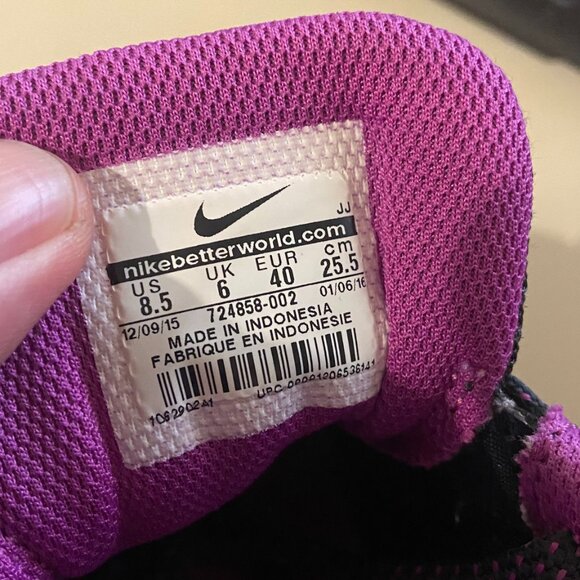 JJ
nikebetterworld.com
US UK EUR cm
8.5 6 40 25.5
12/09/15 724858-002 01/06/16
MADE IN INDONESIA
FABRIQUE EN INDONESIE
UPC